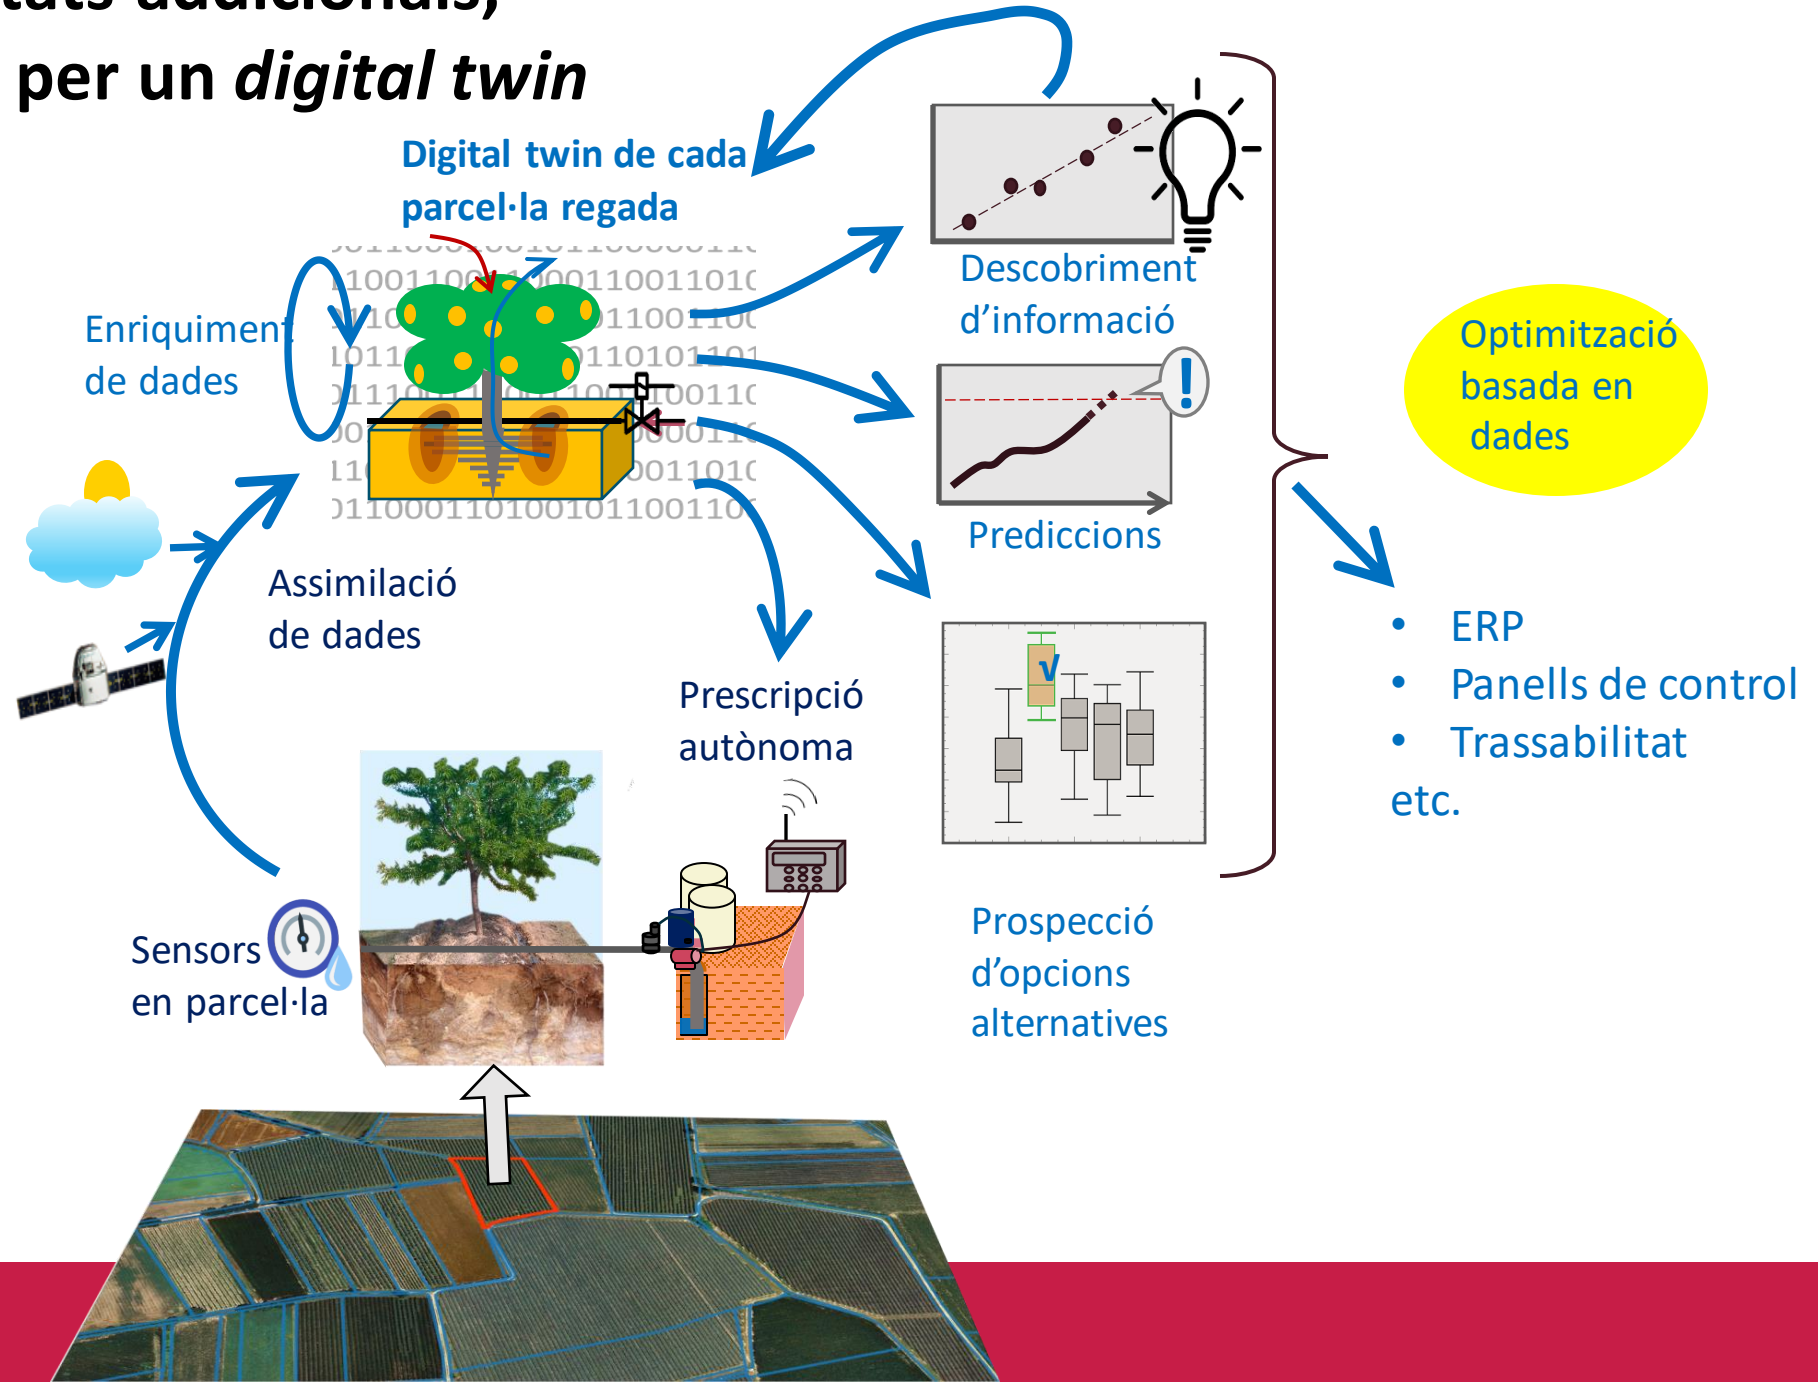 addicionals,
per un digital twin
Digital twin de cada
parcel·la regada
Enriquiment
de dades
Assimilació
de dades
Sensors
en parcel·la
Prescripció
autònoma
Descobriment
d’informació
!
Prediccions
√
Prospecció
d’opcions
alternatives
Optimització
basada en
dades
• ERP
• Panells de control
• Trassabilitat
etc.